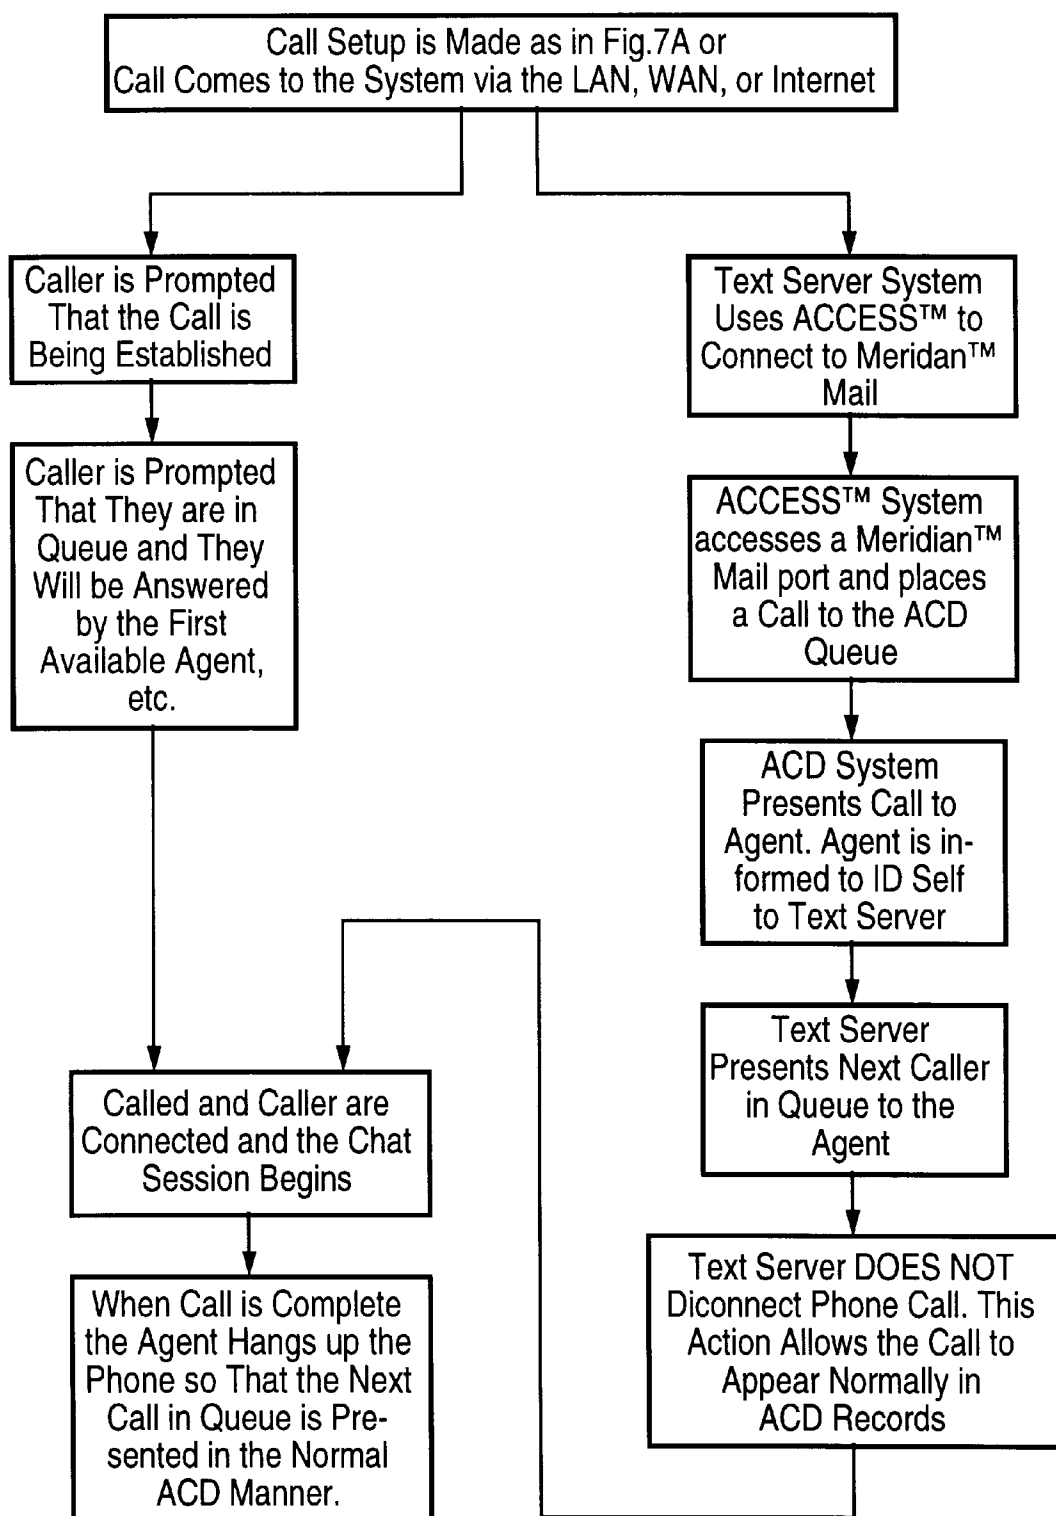 Call Setup is Made as in Fig.7A or
Call Comes to the System via the LAN, WAN, or Internet
Caller is Prompted
That the Call is
Being Established
Caller is Prompted
That They are in
Queue and They
Will be Answered
by the First
Available Agent,
etc.
Text Server System
Uses ACCESS™ to
Connect to Meridan™
Mail
ACCESS™ System
accesses a Meridian™
Mail port and places
a Call to the ACD
Queue
ACD System
Presents Call to
Agent. Agent is in-
formed to ID Self
to Text Server
Text Server
Presents Next Caller
in Queue to the
Agent
Text Server DOES NOT
Diconnect Phone Call. This
Action Allows the Call to
Appear Normally in
ACD Records
Called and Caller are
Connected and the Chat
Session Begins
When Call is Complete
the Agent Hangs up the
Phone so That the Next
Call in Queue is Pre-
sented in the Normal
ACD Manner.